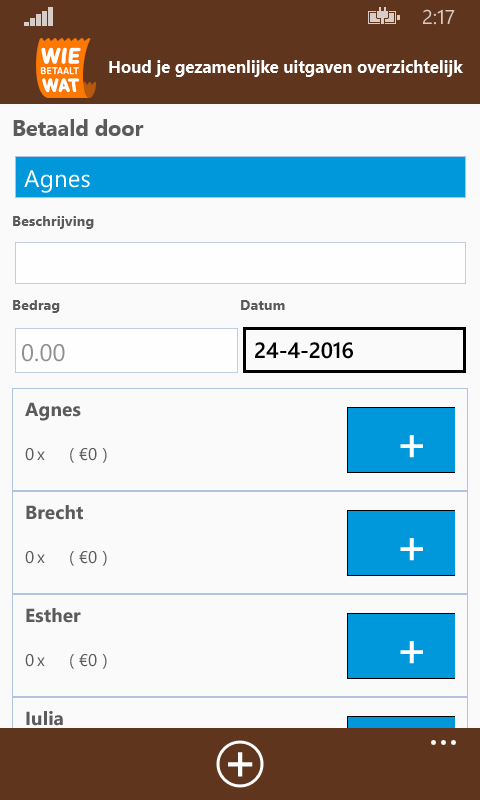 2:17
WIE
BETAALT
WAT
Houd je gezamenlijke uitgaven overzichtelijk
Betaald door
Agnes
Beschrijving
Bedrag Datum
0.00 24-4-2016
Agnes
0 x ( €0 )
Brecht
0 x ( €0 )
Esther
0 x ( €0 )
Julia